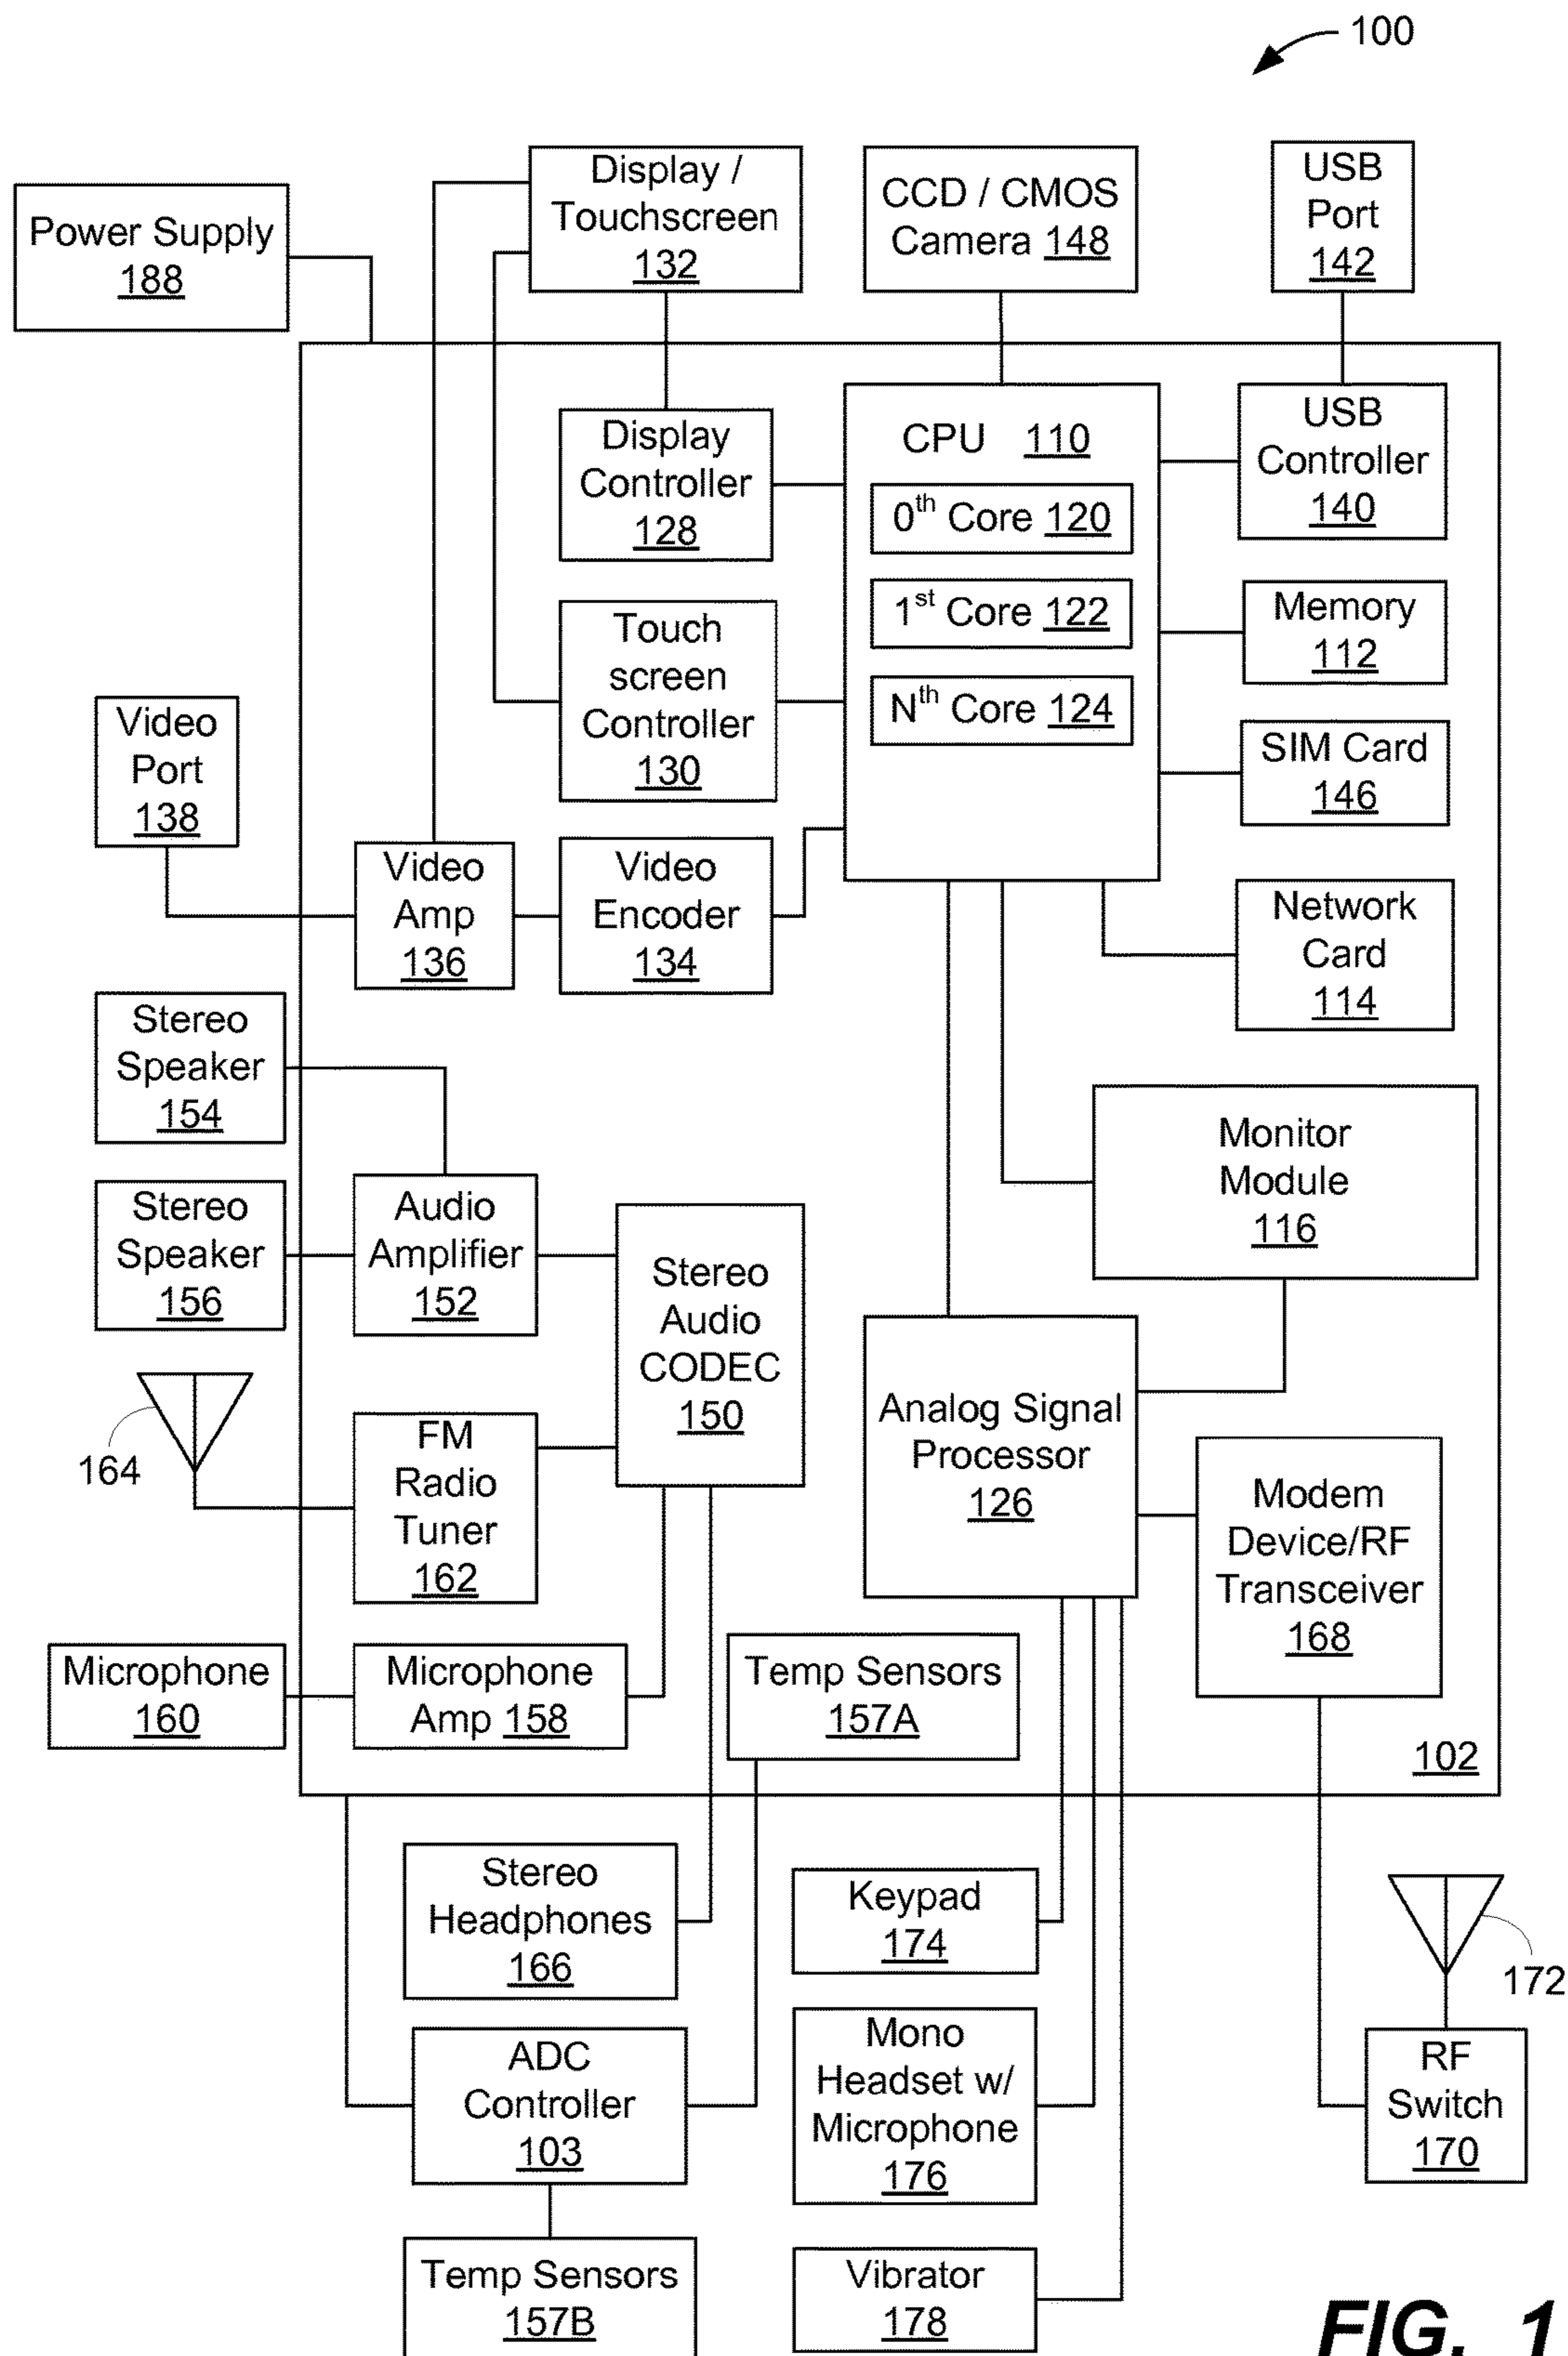 100
Display /
Touchscreen
132
CCD / CMOS
Camera 148
USB
Port
142
Power Supply
188
Display
Controller
128
CPU 110
0th Core 120
1st Core 122
Nth Core 124
USB
Controller
140
Touch
screen
Controller
130
Memory
112
SIM Card
146
Video
Port
138
Video
Amp
136
Video
Encoder
134
Network
Card
114
Stereo
Speaker
154
Monitor
Module
116
Stereo
Speaker
156
Audio
Amplifier
152
Stereo
Audio
CODEC
150
Analog Signal
Processor
126
164
FM
Radio
Tuner
162
Modem
Device/RF
Transceiver
168
Microphone
160
Microphone
Amp 158
Temp Sensors
157A
102
Stereo
Headphones
166
Keypad
174
172
ADC
Controller
103
Mono
Headset w/
Microphone
176
RF
Switch
170
Temp Sensors
157B
Vibrator
178
FIG. 1